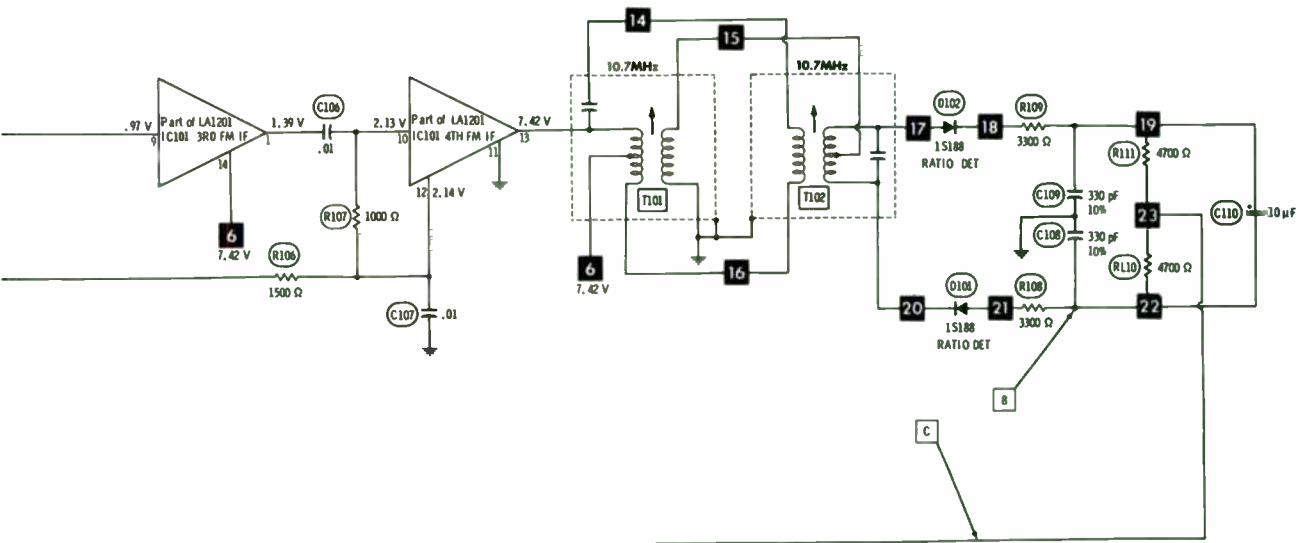 14
15
10.7MHz
10.7MHz
.97 V
9
Part of LA1201
IC101 3RD FM IF
14
1.39 V
1
C106
.01
2.13 V
10
Part of LA1201
IC101 4TH FM IF
11
12
2.14 V
7.42 V
13
R107
1000 Ω
6
7.42 V
R106
1500 Ω
C107
.01
T101
T102
6
7.42 V
16
17
D102
1S188
RATIO DET
18
R109
3300 Ω
19
R111
4700 Ω
C109
330 pF
10%
23
C110
10 µF
C108
330 pF
10%
R110
4700 Ω
20
D101
1S188
RATIO DET
21
R108
3300 Ω
22
B
C